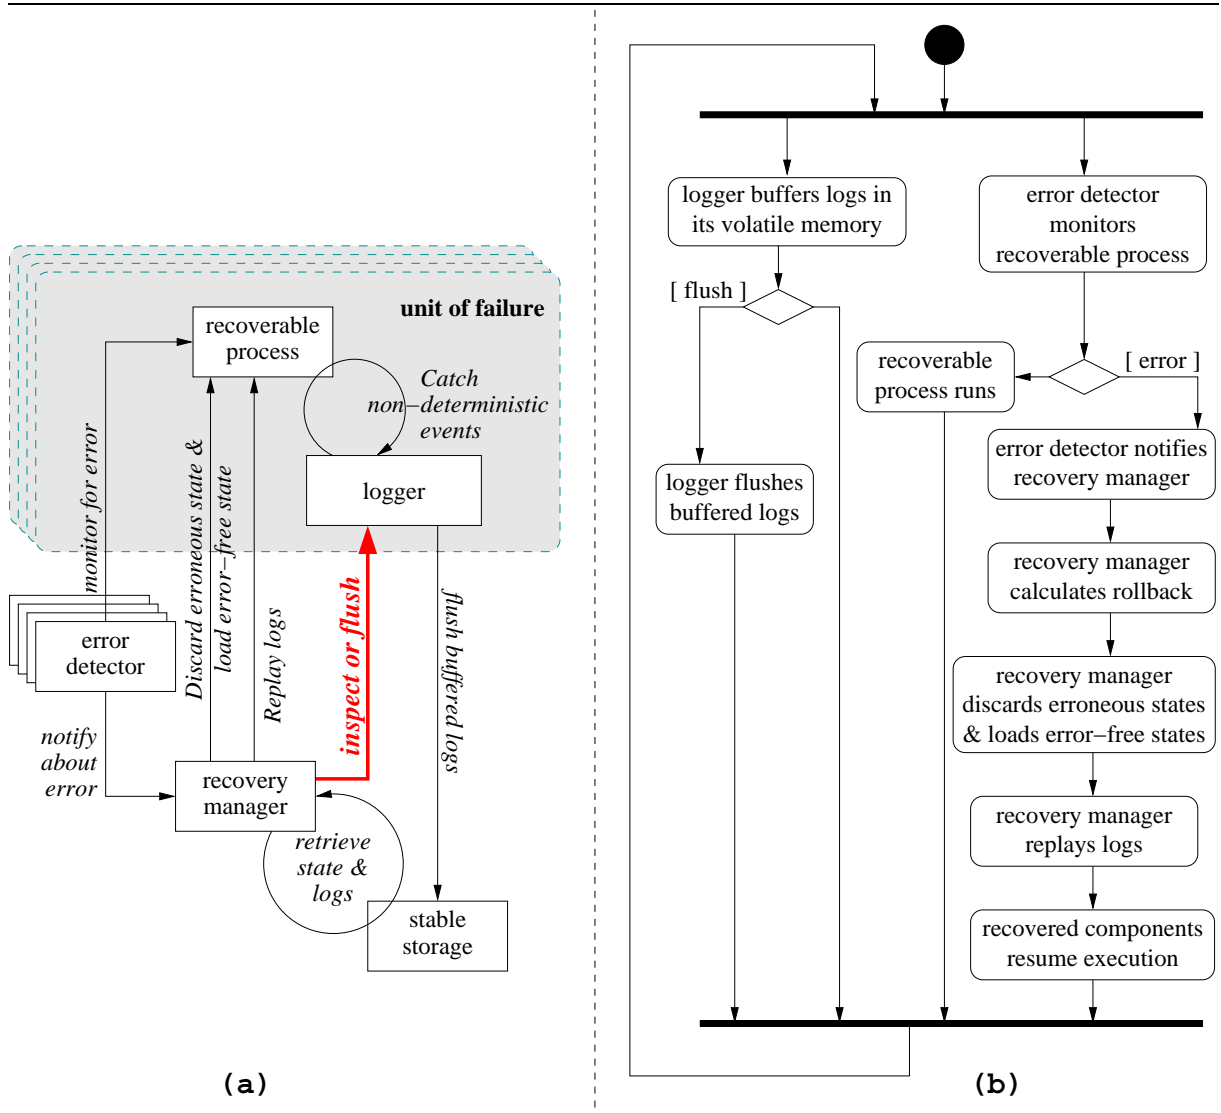 unit of failure
recoverable
process
Catch
non−deterministic
events
logger
monitor for error
Discard erroneous state &
load error−free state
Replay logs
inspect or flush
flush buffered logs
error
detector
notify
about
error
recovery
manager
retrieve
state &
logs
stable
storage
(a)
logger buffers logs in
its volatile memory
[ flush ]
logger flushes
buffered logs
error detector
monitors
recoverable process
[ error ]
recoverable
process runs
error detector notifies
recovery manager
recovery manager
calculates rollback
recovery manager
discards erroneous states
& loads error−free states
recovery manager
replays logs
recovered components
resume execution
(b)